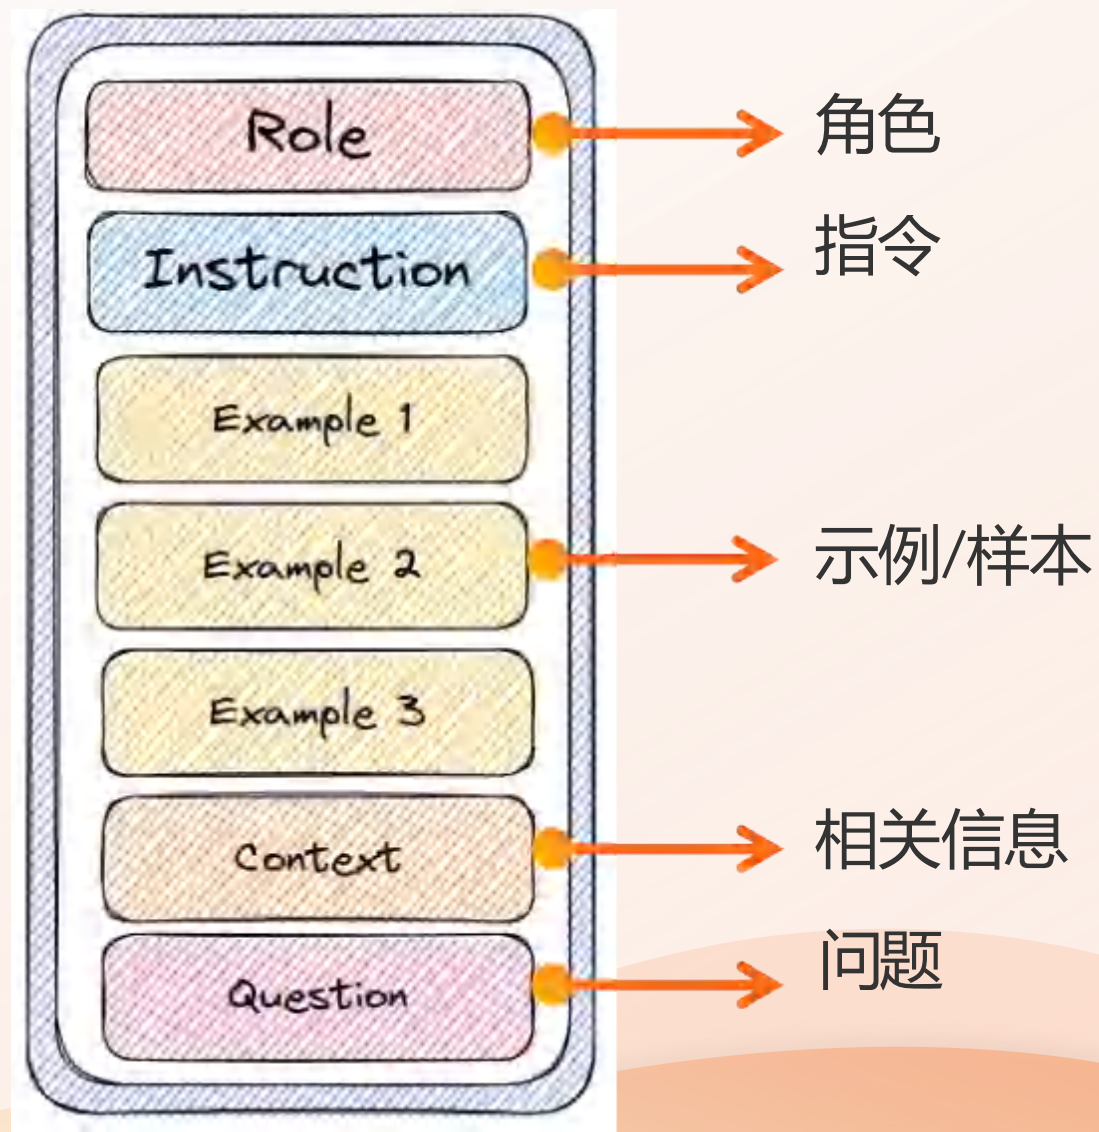 Role
角色
Instruction
指令
Example 1
Example 2
示例/样本
Example 3
Context
相关信息
Question
问题